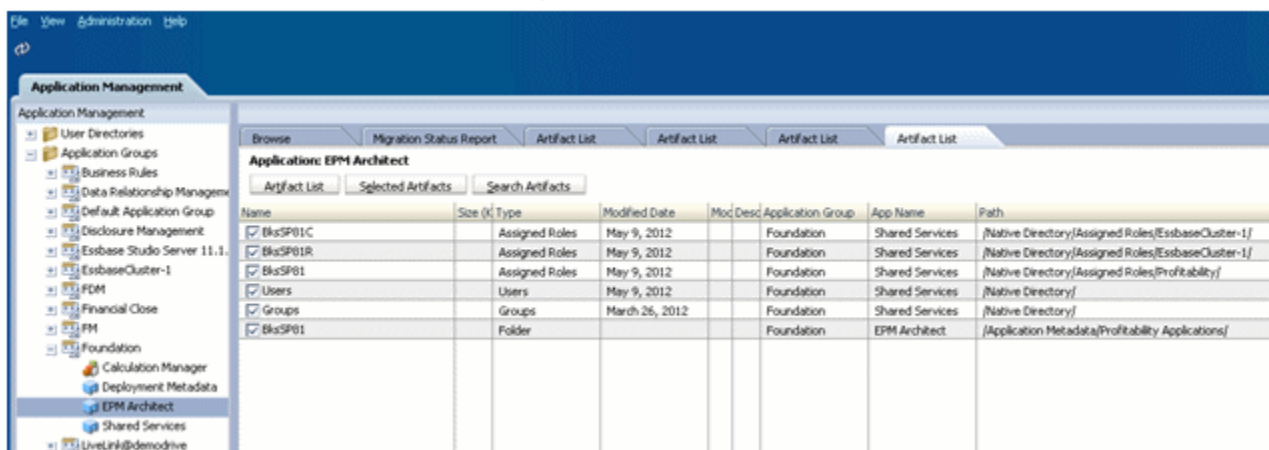 File View Administration Help
Application Management
Application Management
User Directories
Application Groups
Business Rules
Data Relationship Manageme
Default Application Group
Disclosure Management
Essbase Studio Server 11.1.
EssbaseCluster-1
FDM
Financial Close
FM
Foundation
Calculation Manager
Deployment Metadata
EPM Architect
Shared Services
LiveLink@demodrive
Browse Migration Status Report Artifact List Artifact List Artifact List Artifact List
Application: EPM Architect
Artifact List Selected Artifacts Search Artifacts
Name Size (K Type Modified Date Moc Desc Application Group App Name Path
BksSP81C Assigned Roles May 9, 2012 Foundation Shared Services /Native Directory/Assigned Roles/EssbaseCluster-1/
BksSP81R Assigned Roles May 9, 2012 Foundation Shared Services /Native Directory/Assigned Roles/EssbaseCluster-1/
BksSP81 Assigned Roles May 9, 2012 Foundation Shared Services /Native Directory/Assigned Roles/Profitability/
Users Users May 9, 2012 Foundation Shared Services /Native Directory/
Groups Groups March 26, 2012 Foundation Shared Services /Native Directory/
BksSP81 Folder Foundation EPM Architect /Application Metadata/Profitability Applications/